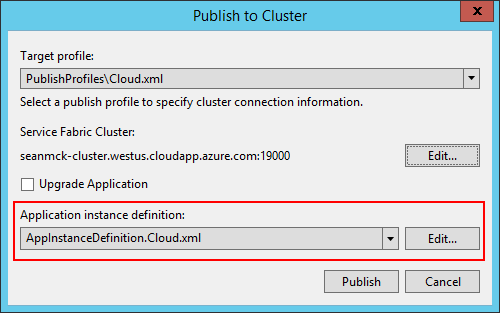 Publish to Cluster
x
Target profile:
PublishProfiles\Cloud.xml
Select a publish profile to specify cluster connection information.
Service Fabric Cluster:
seanmck-cluster.westus.cloudapp.azure.com:19000
Edit...
Upgrade Application
Application instance definition:
AppInstanceDefinition.Cloud.xml
Edit...
Publish
Cancel